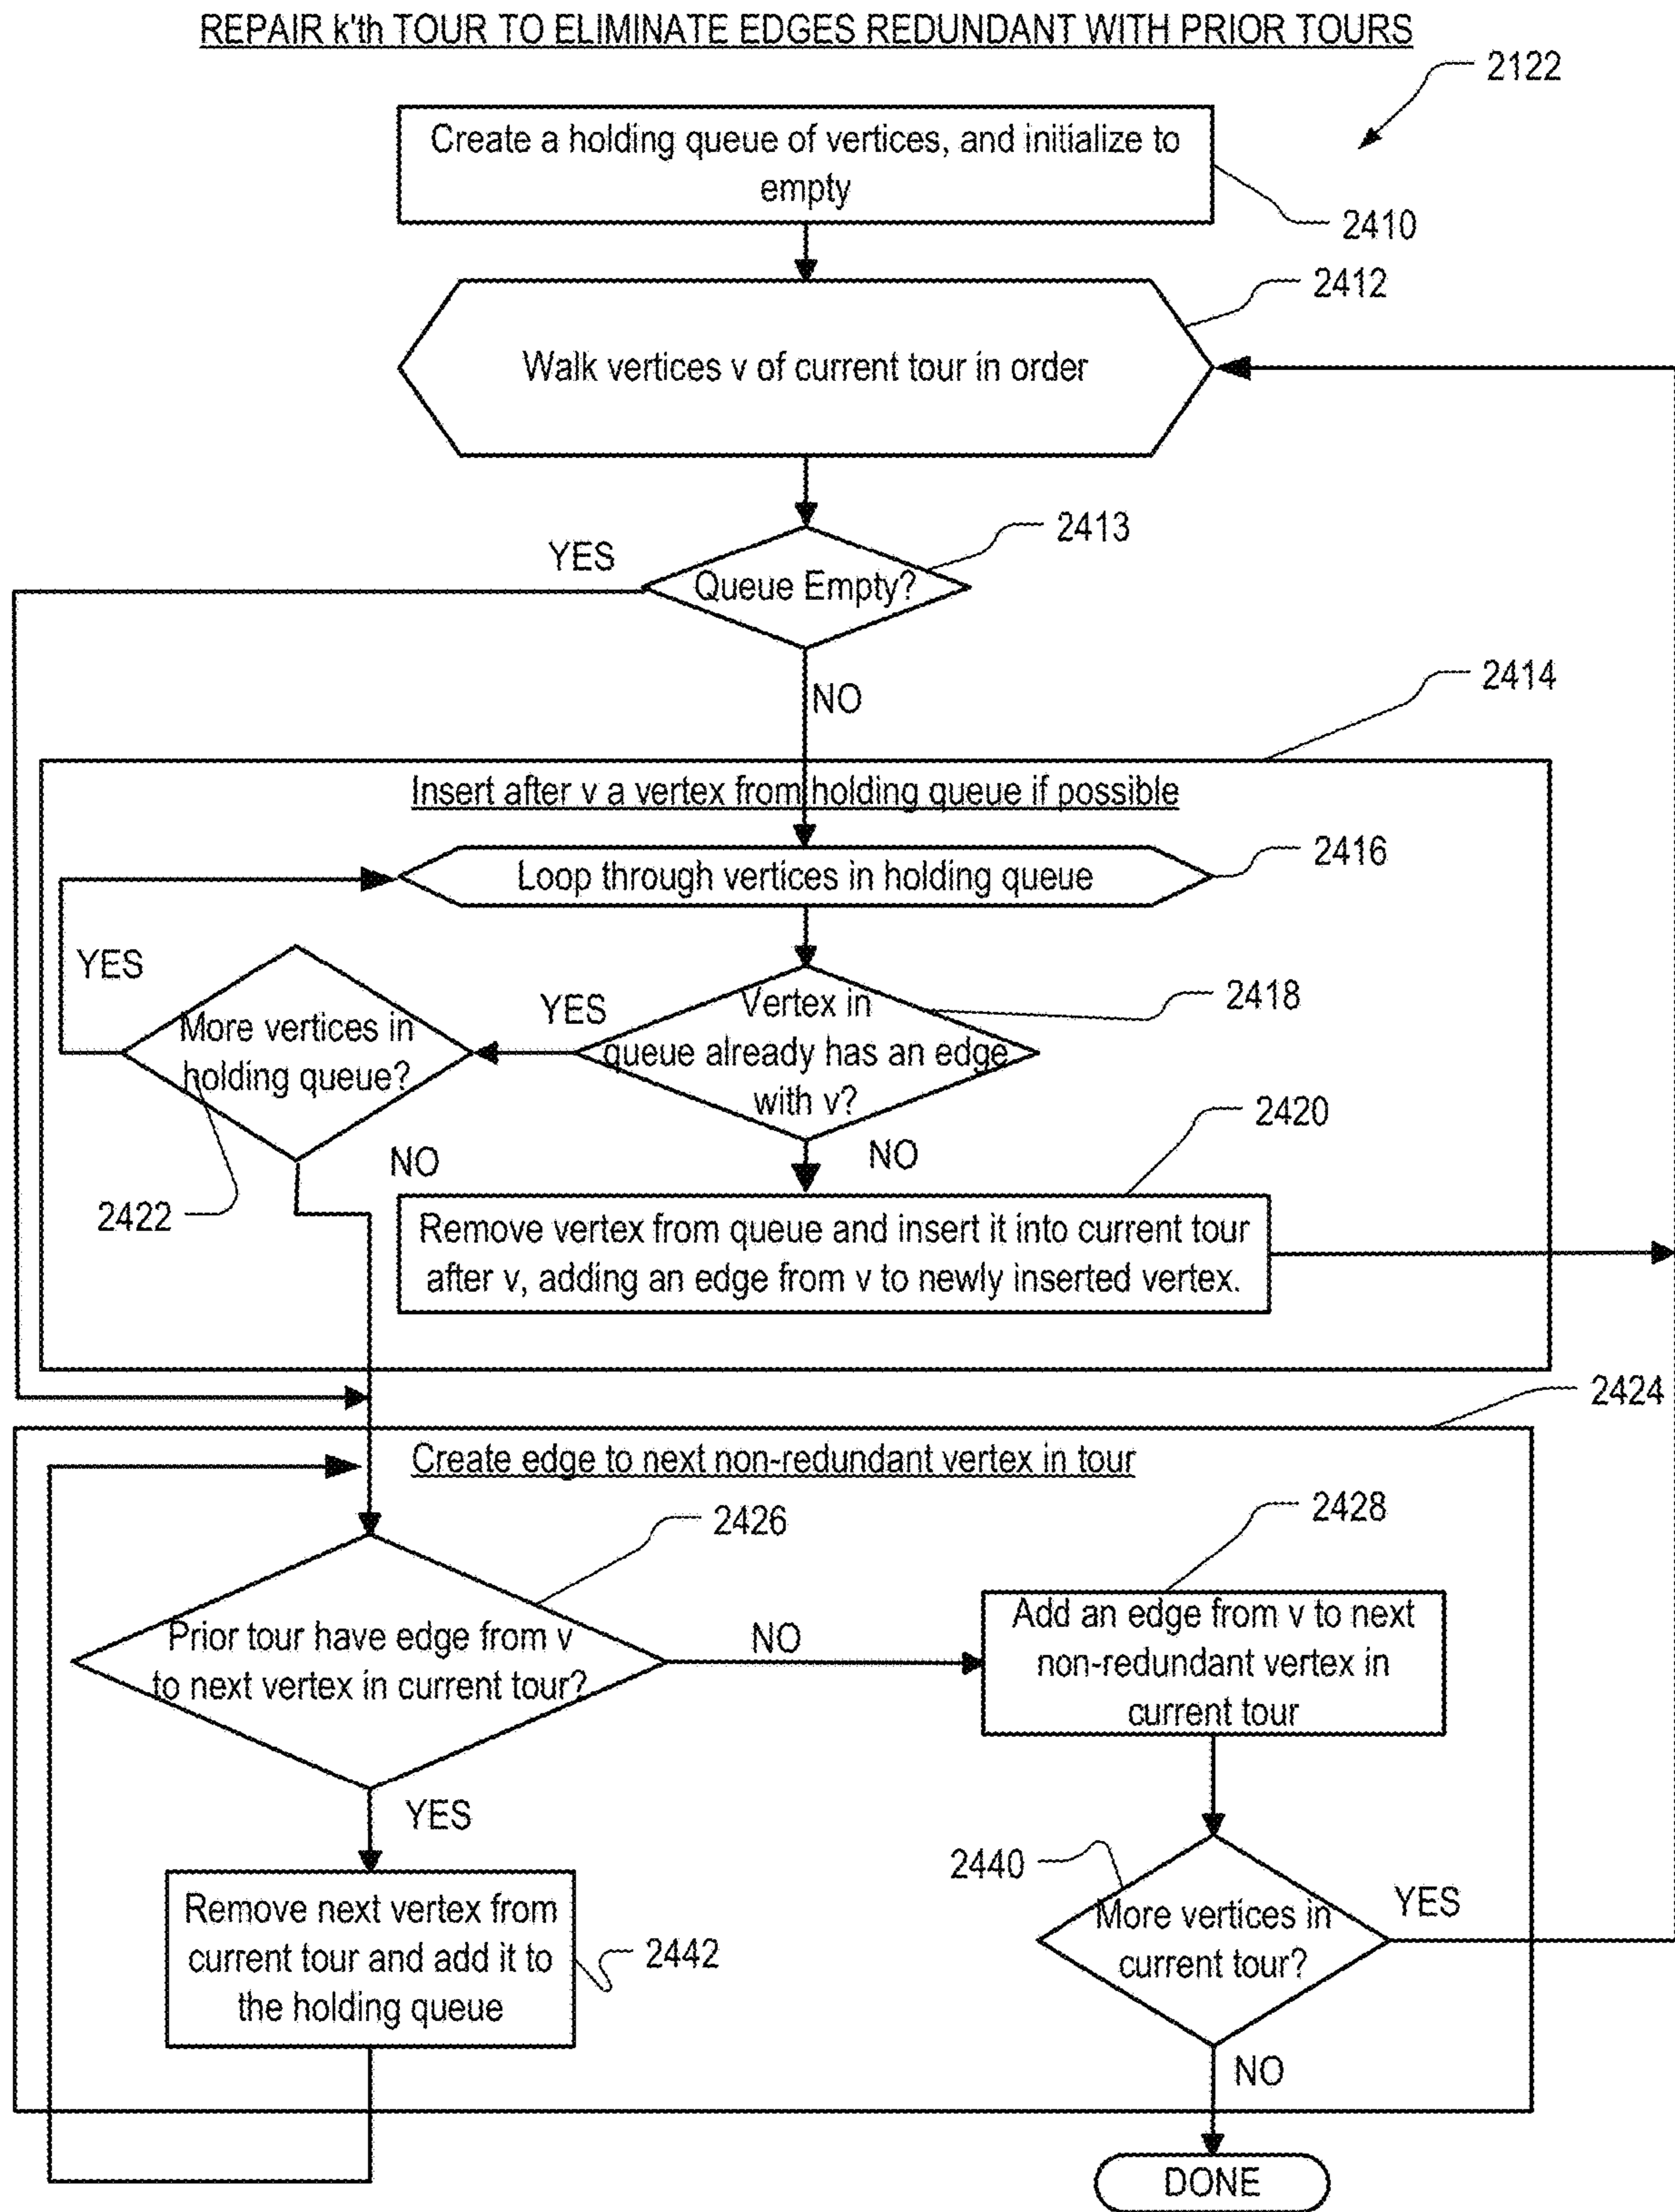 REPAIR k'th TOUR TO ELIMINATE EDGES REDUNDANT WITH PRIOR TOURS
2122
Create a holding queue of vertices, and initialize to
empty
2410
2412
Walk vertices v of current tour in order
2413
YES
Queue Empty?
NO
2414
Insert after v a vertex from holding queue if possible
2416
Loop through vertices in holding queue
YES
YES
2418
Vertex in
queue already has an edge
with v?
More vertices in
holding queue?
2420
NO
NO
2422
Remove vertex from queue and insert it into current tour
after v, adding an edge from v to newly inserted vertex.
2424
Create edge to next non-redundant vertex in tour
2426
2428
Prior tour have edge from v
to next vertex in current tour?
NO
Add an edge from v to next
non-redundant vertex in
current tour
YES
2440
More vertices in
current tour?
YES
Remove next vertex from
current tour and add it to
the holding queue
2442
NO
DONE